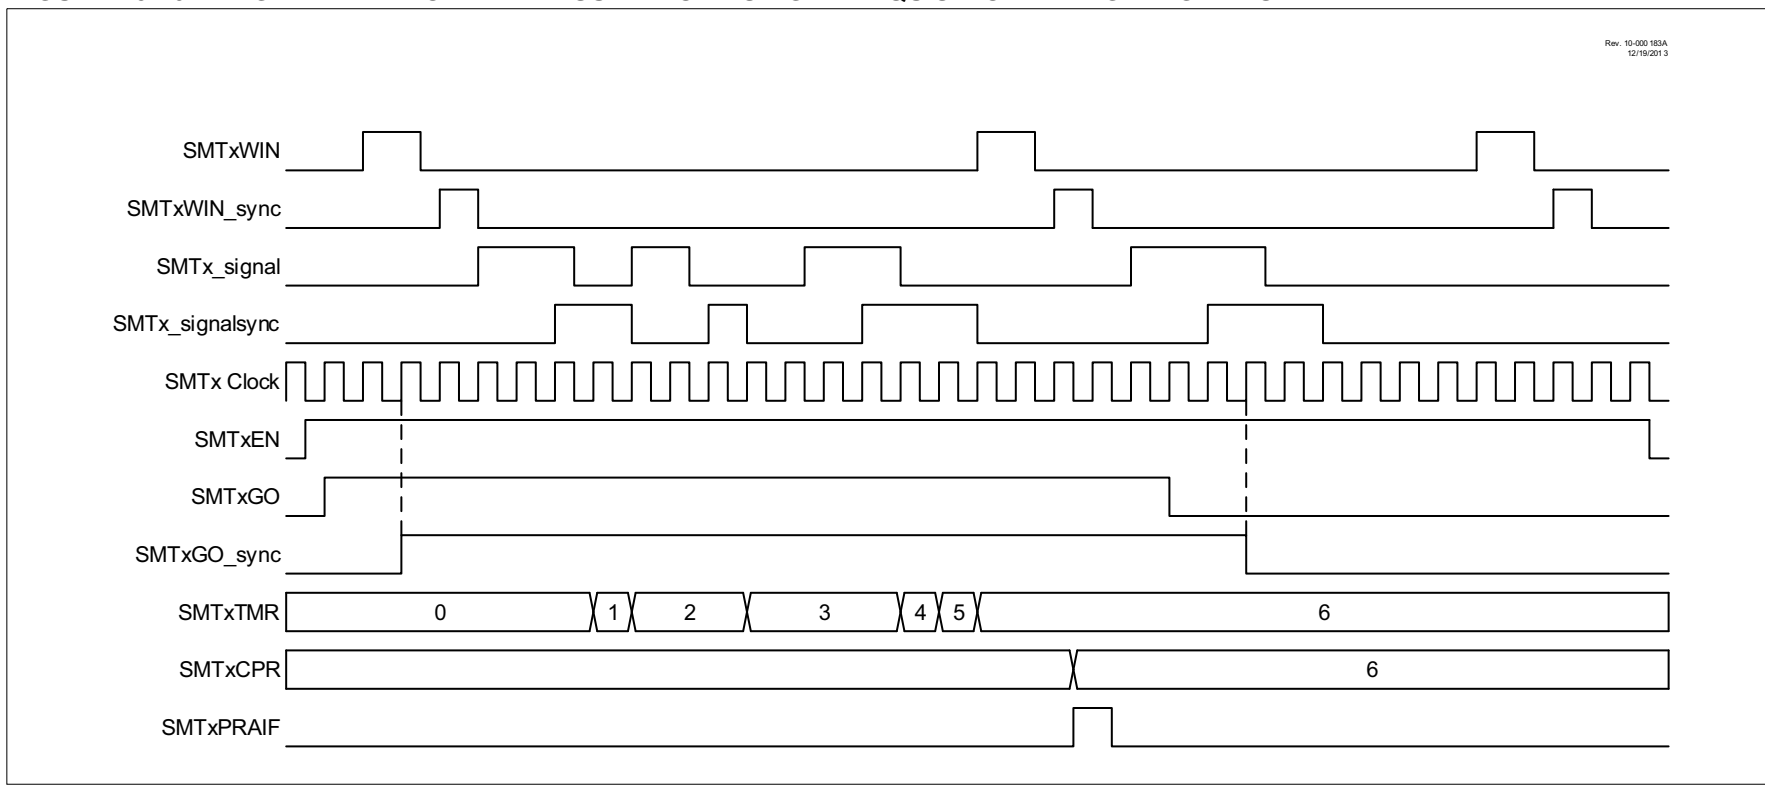 Rev. 10-000 183A
12/19/201 3
SMTxWIN
SMTxWIN_sync
SMTx_signal
SMTx_signalsync
SMTx Clock
SMTxEN
SMTxGO
SMTxGO_sync
SMTxTMR 0 1 2 3 4 5 6
SMTxCPR 6
SMTxPRAIF